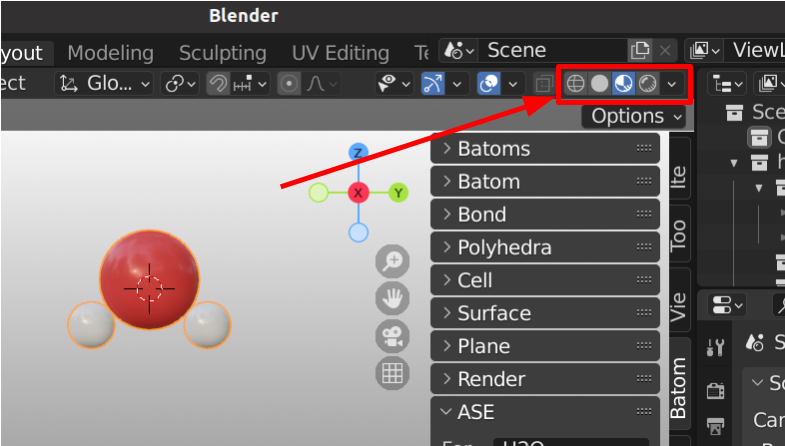 Blender
yout Modeling Sculpting UV Editing Te Scene ViewL
ect Glo...
Options
Sce
Z
X Y
Batoms
Batom
Bond
Polyhedra
Cell
Surface
Plane
Render
ASE
H2O
Ite
Too
Vie
Batom
S
Sc
Car